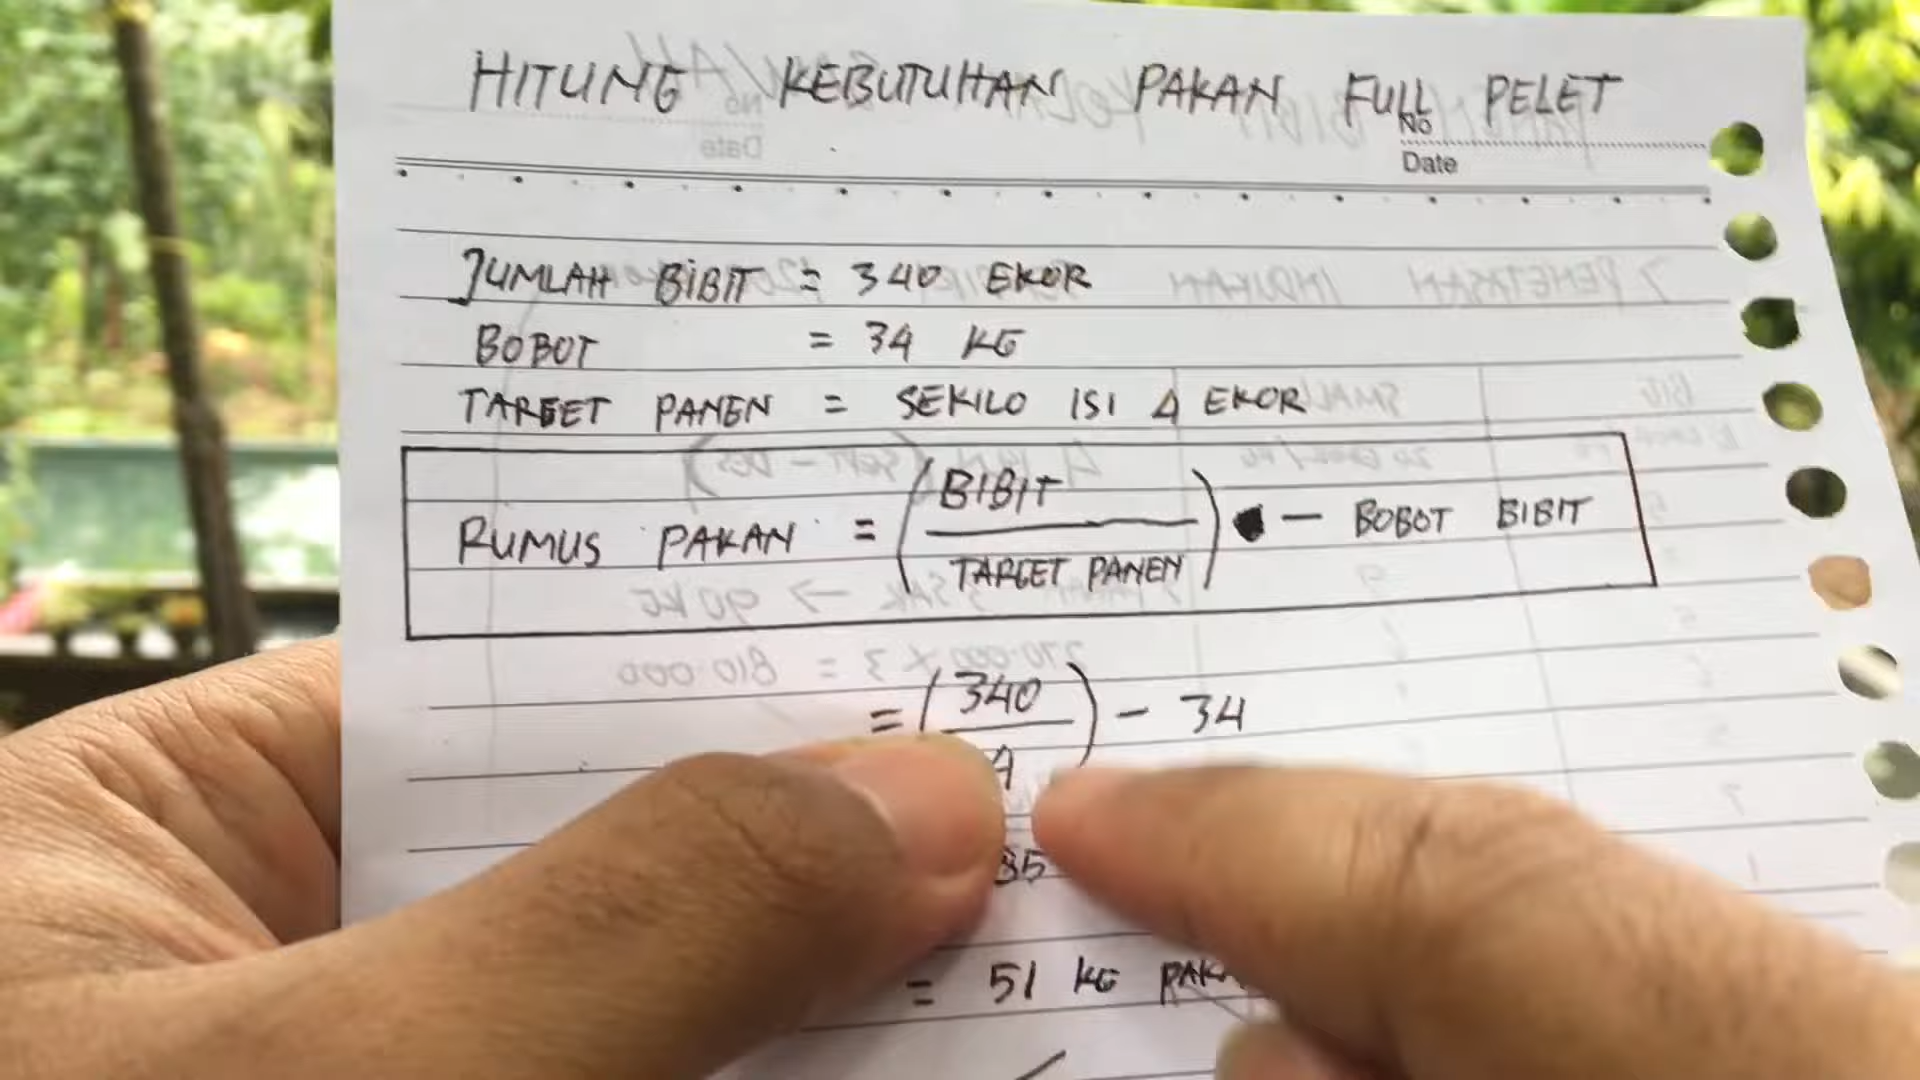 HITUNG KEBUTUHAN PAKAN FULL PELET
No
Date
JUMLAH BIBIT = 340 EKOR
BOBOT = 34 KG
TARGET PANEN = SEKILO ISI 4 EKOR
RUMUS PAKAN = (BIBIT / TARGET PANEN) - BOBOT BIBIT
= (340 / 4) - 34
85
= 51 KG